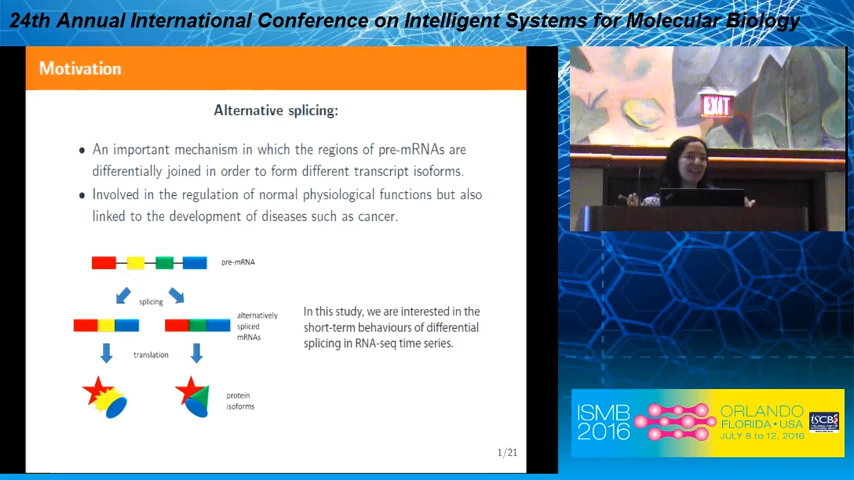 24th Annual International Conference on Intelligent Systems for Molecular Biology
Motivation
Alternative splicing:
An important mechanism in which the regions of pre-mRNAs are
differentially joined in order to form different transcript isoforms.
Involved in the regulation of normal physiological functions but also
linked to the development of diseases such as cancer.
pre-mRNA
splicing
alternatively
spliced
mRNAs
translation
protein
isoforms
In this study, we are interested in the
short-term behaviours of differential
splicing in RNA-seq time series.
1/21
EXIT
ISMB
2016
ORLANDO
FLORIDA • USA
JULY 8 to 12, 2016
ISCB